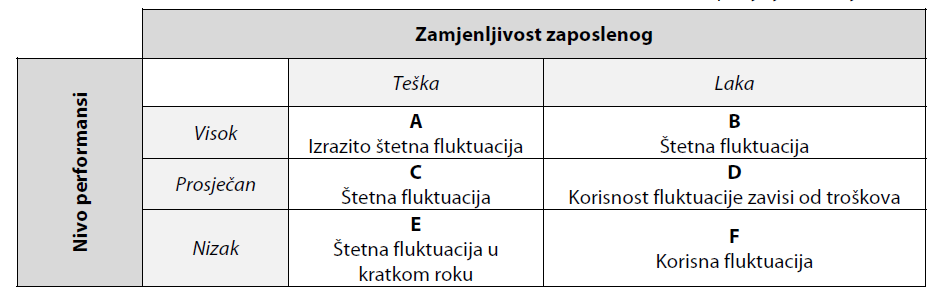 Zamjenljivost zaposlenog
Nivo performansi
Teška
Laka
Visok
A
Izrazito štetna fluktuacija
B
Štetna fluktuacija
Prosječan
C
Štetna fluktuacija
D
Korisnost fluktuacije zavisi od troškova
Nizak
E
Štetna fluktuacija u
kratkom roku
F
Korisna fluktuacija